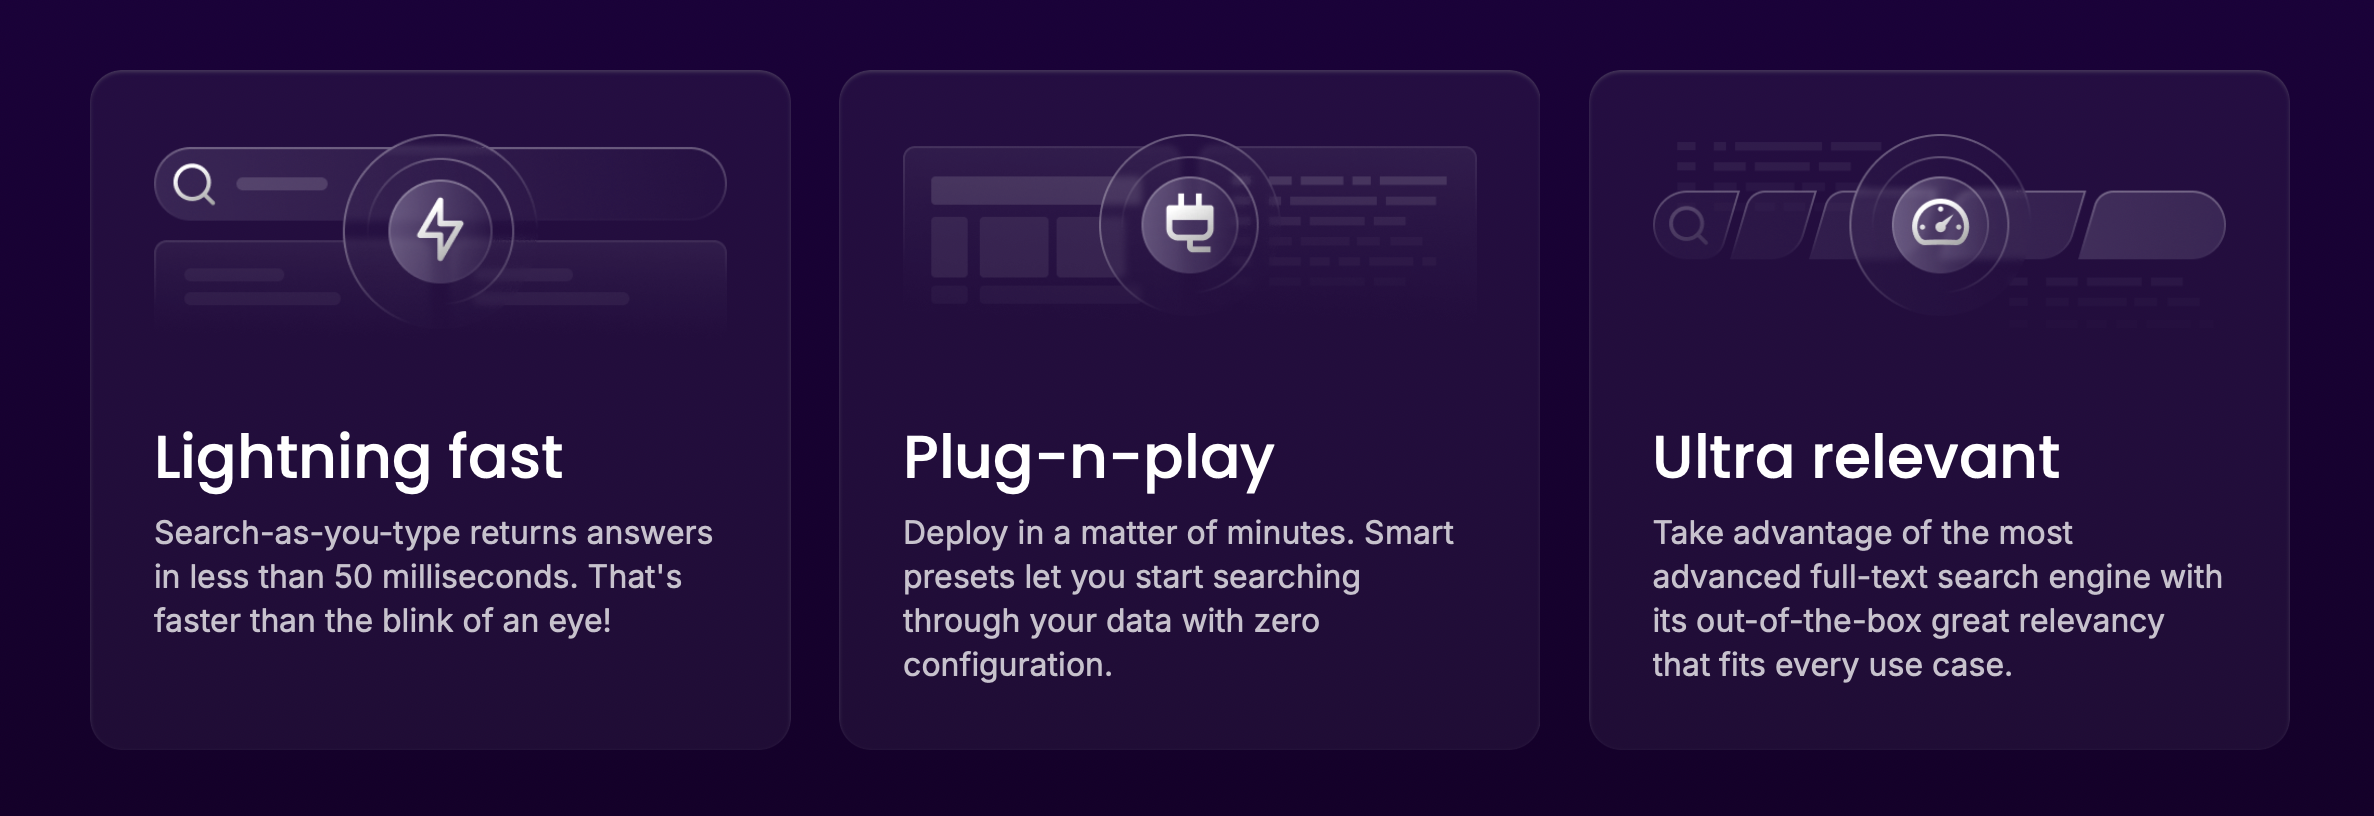 Lightning fast
Search-as-you-type returns answers
in less than 50 milliseconds. That's
faster than the blink of an eye!
Plug-n-play
Deploy in a matter of minutes. Smart
presets let you start searching
through your data with zero
configuration.
Ultra relevant
Take advantage of the most
advanced full-text search engine with
its out-of-the-box great relevancy
that fits every use case.